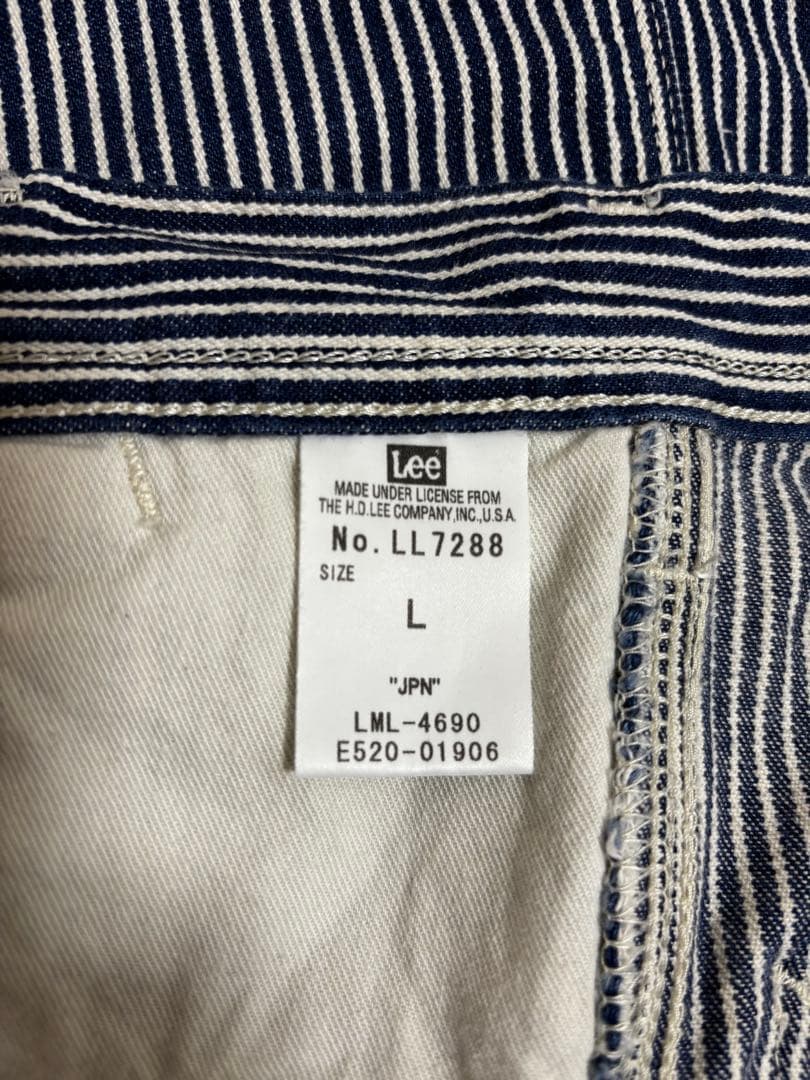 Lee
MADE UNDER LICENSE FROM
THE H.D.LEE COMPANY,INC.,U.S.A.
No. LL7288
SIZE
L
"JPN"
LML-4690
E520-01906